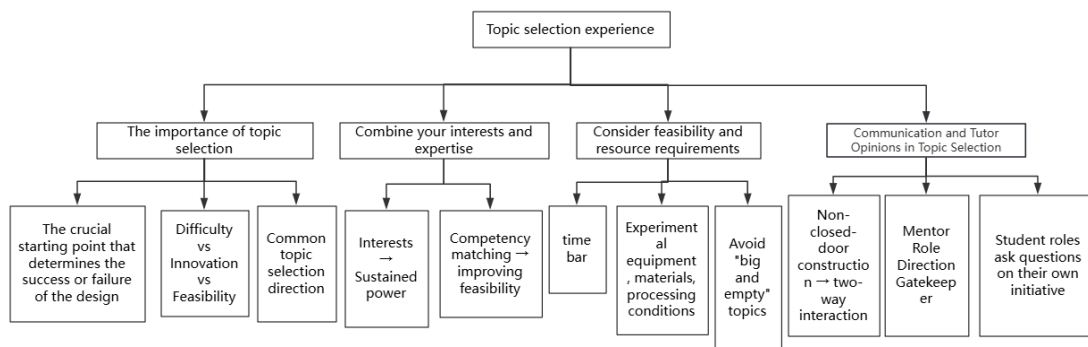 Topic selection experience
The importance of topic
selection
Combine your interests and
expertise
Consider feasibility and
resource requirements
Communication and Tutor
Opinions in Topic Selection
The crucial
starting point that
determines the
success or failure
of the design
Difficulty
vs
Innovation
vs
Feasibility
Common
topic
selection
direction
Interests
→
Sustained
power
Competency
matching →
improving
feasibility
time
bar
Experiment
al
equipment
, materials,
processing
conditions
Avoid
"big
and
empty"
topics
Non-
closed-
door
constructio
n → two-
way
interaction
Mentor
Role
Direction
Gatekeep
er
Student roles
ask questions
on their own
initiative